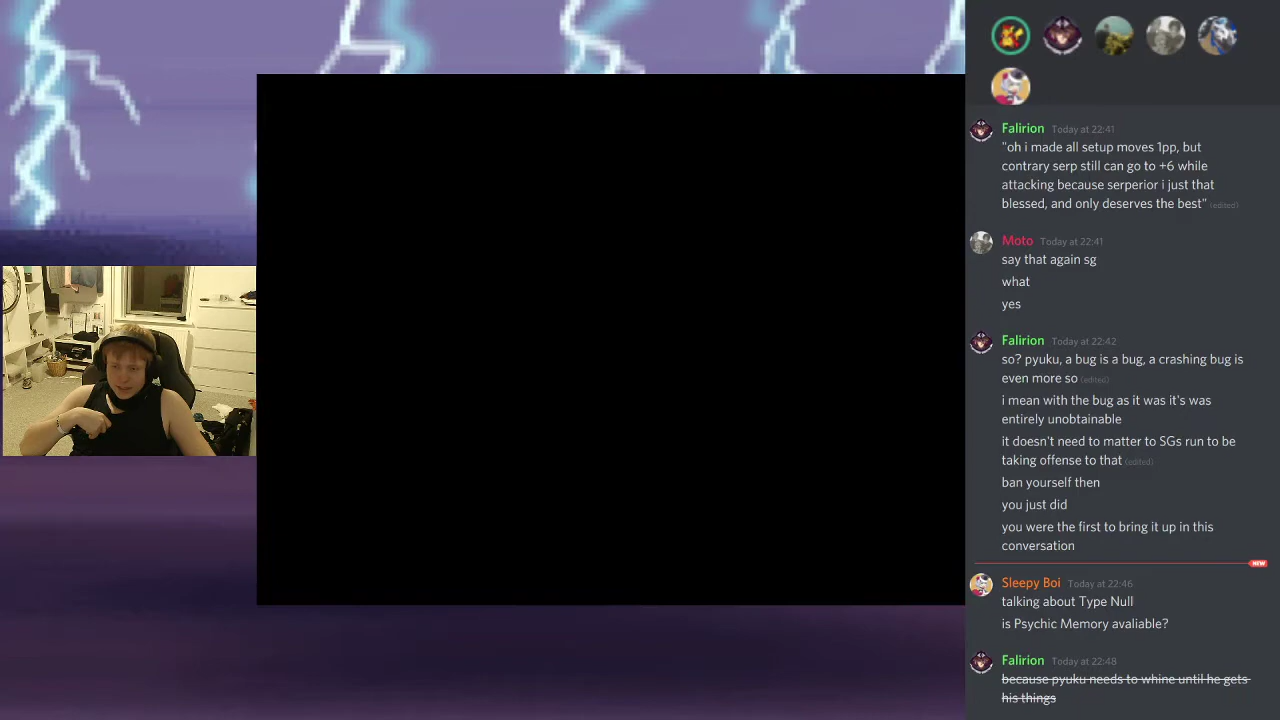 Falirion Today at 22:41
"oh i made all setup moves 1pp, but
contrary serp still can go to +6 while
attacking because serperior i just that
blessed, and only deserves the best" (edited)
Moto Today at 22:41
say that again sg
what
yes
Falirion Today at 22:42
so? pyuku, a bug is a bug, a crashing bug is
even more so (edited)
i mean with the bug as it was it's was
entirely unobtainable
it doesn't need to matter to SGs run to be
taking offense to that (edited)
ban yourself then
you just did
you were the first to bring it up in this
conversation
NEW
Sleepy Boi Today at 22:46
talking about Type Null
is Psychic Memory avaliable?
Falirion Today at 22:48
because pyuku needs to whine until he gets
his things